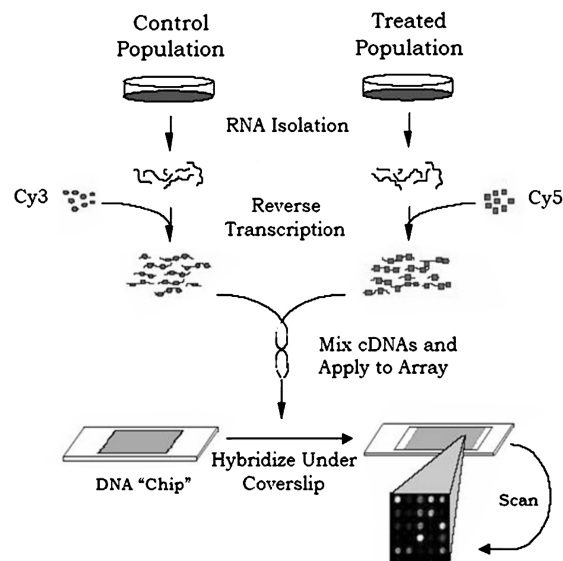 Control
Population
Treated
Population
RNA Isolation
Cy3
Reverse
Transcription
Cy5
Mix cDNAs and
Apply to Array
DNA "Chip"
Hybridize Under
Coverslip
Scan